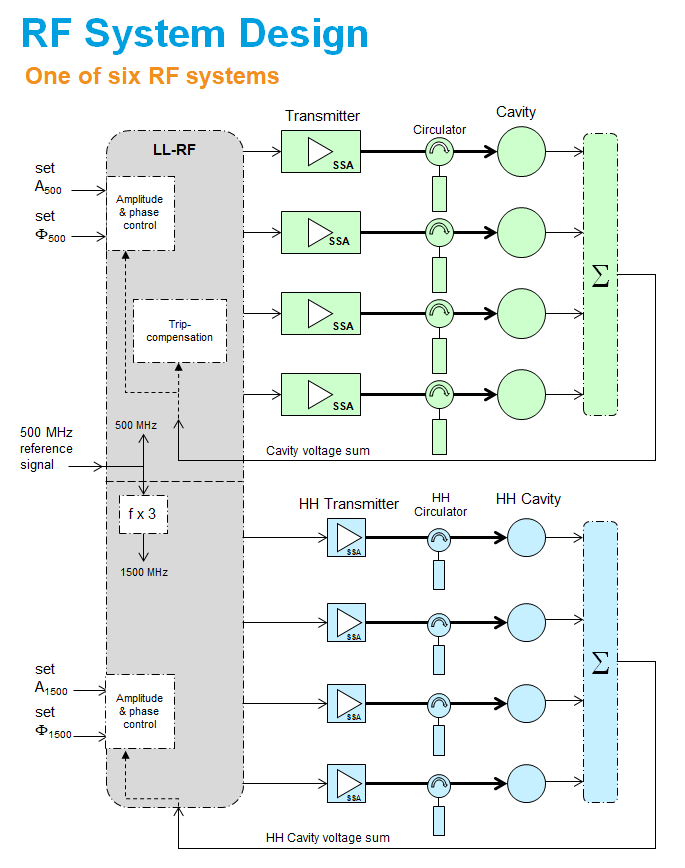 RF System Design
One of six RF systems
Transmitter
Circulator
Cavity
LL-RF
set
A500
set
Φ500
Amplitude
& phase
control
Trip-
compensation
SSA
SSA
SSA
SSA
Σ
500 MHz
reference
signal
500 MHz
Cavity voltage sum
f x 3
1500 MHz
HH Transmitter
HH
Circulator
HH Cavity
SSA
SSA
SSA
SSA
Σ
set
A1500
set
Φ1500
Amplitude
& phase
control
HH Cavity voltage sum